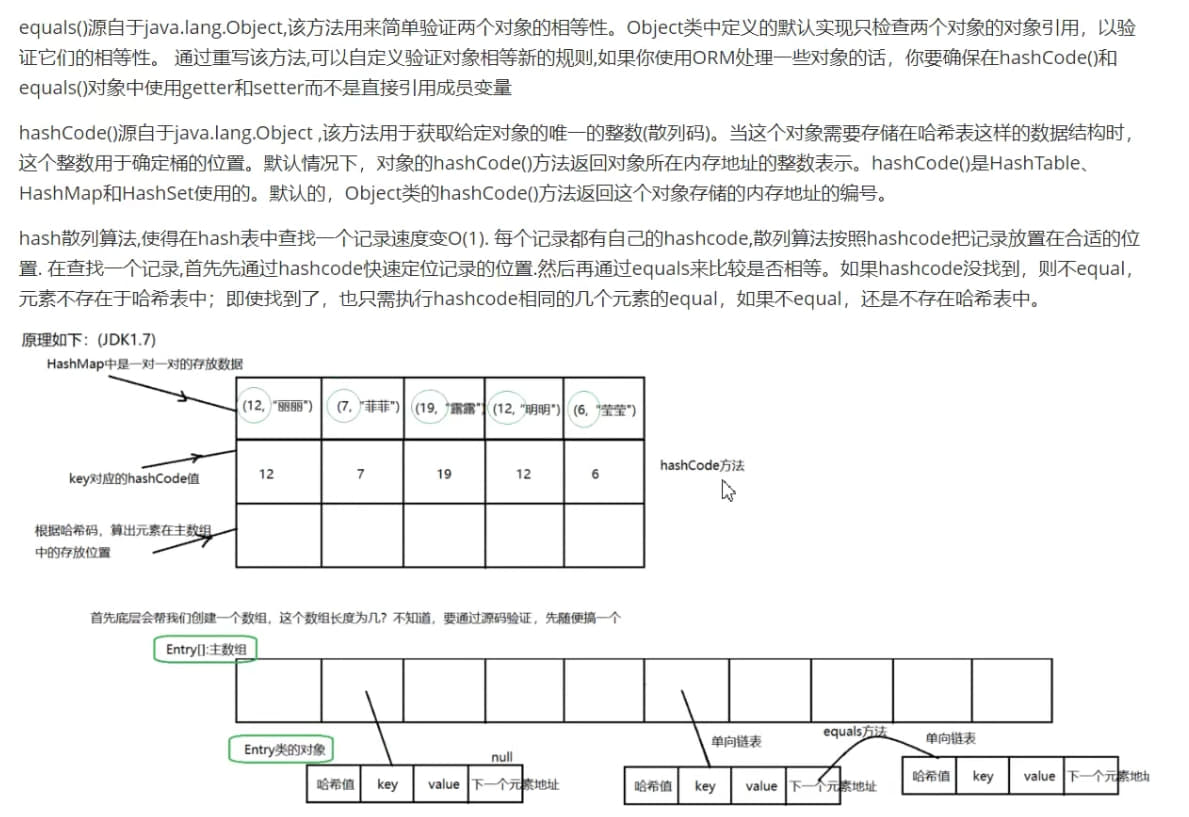 equals()源自于java.lang.Object,该方法用来简单验证两个对象的相等性。Object类中定义的默认实现只检查两个对象的对象引用，以验
证它们的相等性。 通过重写该方法,可以自定义验证对象相等新的规则,如果你使用ORM处理一些对象的话，你要确保在hashCode()和
equals()对象中使用getter和setter而不是直接引用成员变量
hashCode()源自于java.lang.Object ,该方法用于获取给定对象的唯一的整数(散列码)。当这个对象需要存储在哈希表这样的数据结构时，
这个整数用于确定桶的位置。默认情况下，对象的hashCode()方法返回对象所在内存地址的整数表示。hashCode()是HashTable、
HashMap和HashSet使用的。默认的，Object类的hashCode()方法返回这个对象存储的内存地址的编号。
hash散列算法,使得在hash表中查找一个记录速度变O(1). 每个记录都有自己的hashcode,散列算法按照hashcode把记录放置在合适的位
置. 在查找一个记录,首先先通过hashcode快速定位记录的位置.然后再通过equals来比较是否相等。如果hashcode没找到，则不equal，
元素不存在于哈希表中；即使找到了，也只需执行hashcode相同的几个元素的equal，如果不equal，还是不存在哈希表中。
原理如下：(JDK1.7)
HashMap中是一对一对的存放数据
(12, "丽丽") (7, "菲菲") (19, "露露") (12, "明明") (6, "莹莹")
key对应的hashCode值
12 7 19 12 6
hashCode方法
根据哈希码，算出元素在主数组
中的存放位置
首先底层会帮我们创建一个数组，这个数组长度为几？不知道，要通过源码验证，先随便搞一个
Entry[]:主数组
Entry类的对象
null
单向链表
equals方法
单向链表
哈希值 key value 下一个元素地址
哈希值 key value 下一个元素地址
哈希值 key value 下一个元素地址